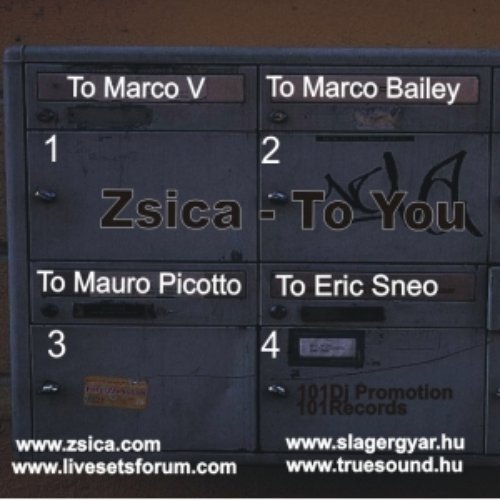 To Marco V
To Marco Bailey
1
2
Zsica - To You
To Mauro Picotto
To Eric Sneo
3
4
101Dj Promotion
101Records
www.zsica.com
www.slagergyar.hu
www.livesetsforum.com
www.truesound.hu